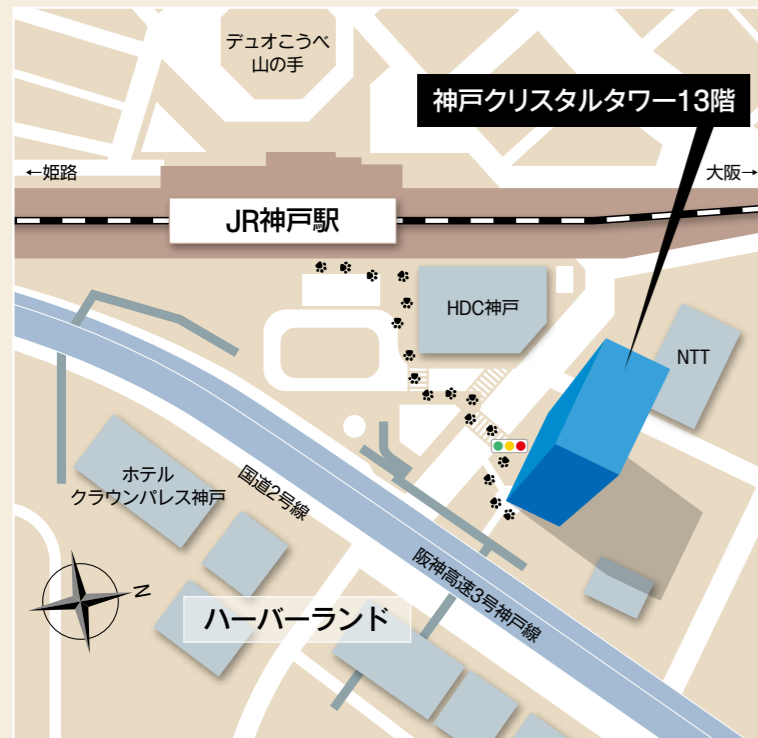 デュオこうべ
山の手
神戸クリスタルタワー13階
←姫路
大阪→
JR神戸駅
HDC神戸
NTT
ホテル
クラウンパレス神戸
国道2号線
阪神高速3号神戸線
N
ハーバーランド